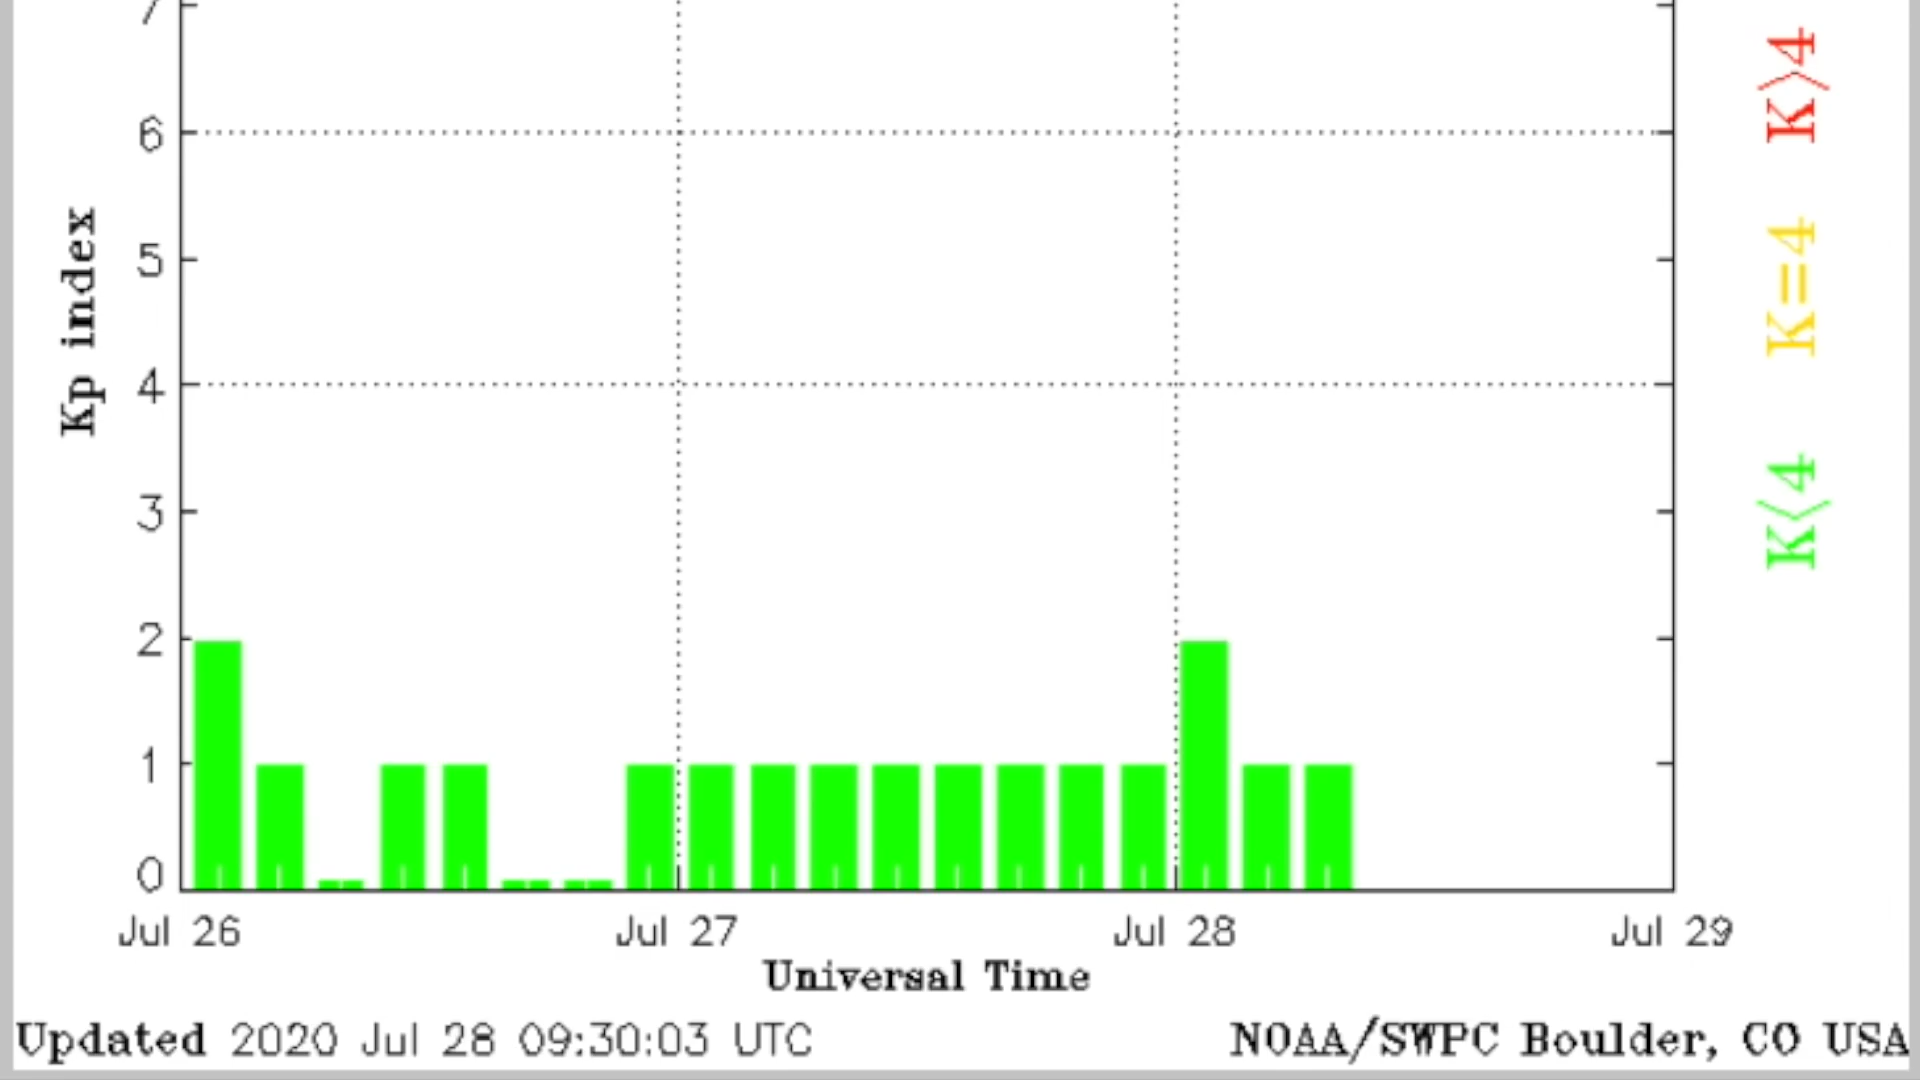 7
6
5
4
3
2
1
0
Kp index
K>4
K=4
K<4
Jul 26 Jul 27 Jul 28 Jul 29
Universal Time
Updated 2020 Jul 28 09:30:03 UTC
NOAA/SWPC Boulder, CO USA